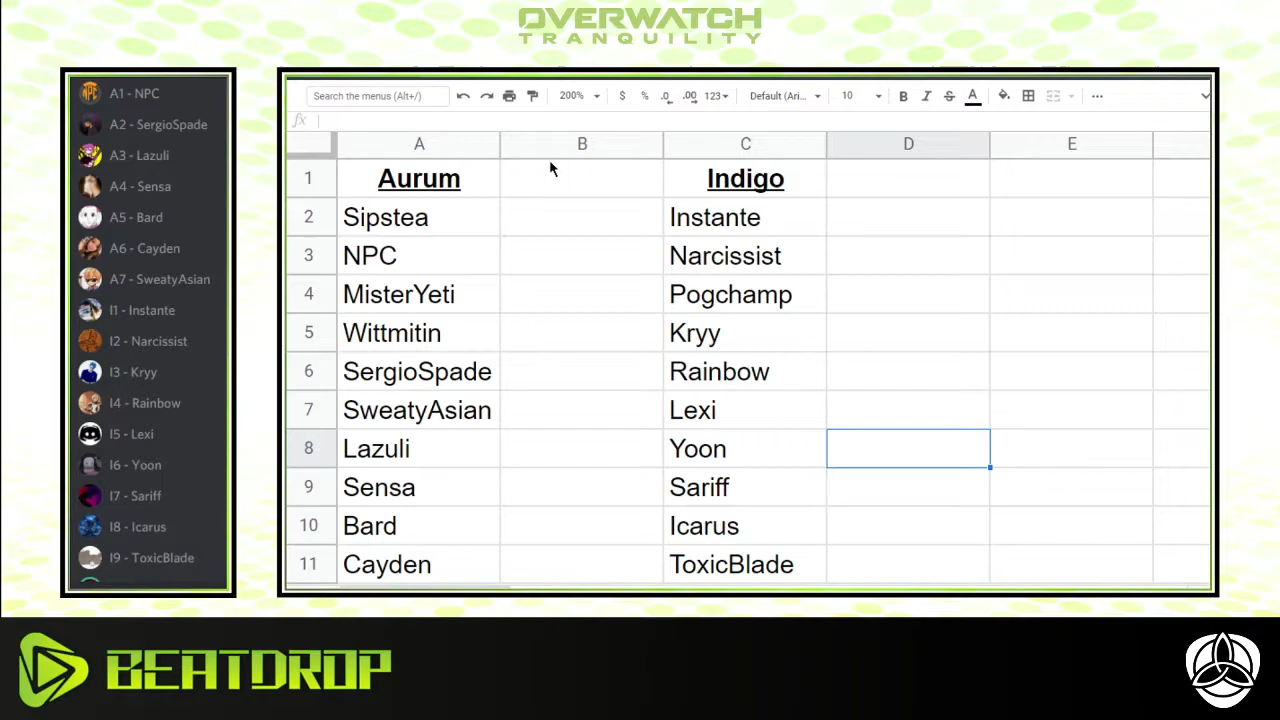 OVERWATCH
TRANQUILITY
A1 - NPC
A2 - SergioSpade
A3 - Lazuli
A4 - Sensa
A5 - Bard
A6 - Cayden
A7 - SweatyAsian
I1 - Instante
I2 - Narcissist
I3 - Kryy
I4 - Rainbow
I5 - Lexi
I6 - Yoon
I7 - Sariff
I8 - Icarus
I9 - ToxicBlade
Search the menus (Alt+/) 200% $ % .0 .00 123 Default (Ari... 10 B I S A ...
fx
A B C D E
1 Aurum Indigo
2 Sipstea Instante
3 NPC Narcissist
4 MisterYeti Pogchamp
5 Wittmitin Kryy
6 SergioSpade Rainbow
7 SweatyAsian Lexi
8 Lazuli Yoon
9 Sensa Sariff
10 Bard Icarus
11 Cayden ToxicBlade
BEATDROP